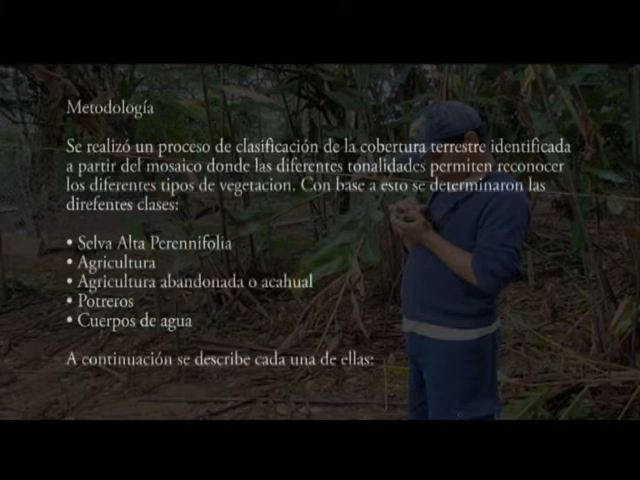 Metodología
Se realizó un proceso de clasificación de la cobertura terrestre identificada
a partir del mosaico donde las diferentes tonalidades permiten reconocer
los diferentes tipos de vegetacion. Con base a esto se determinaron las
direfentes clases:
• Selva Alta Perennifolia
• Agricultura
• Agricultura abandonada o acahual
• Potreros
• Cuerpos de agua
A continuación se describe cada una de ellas: